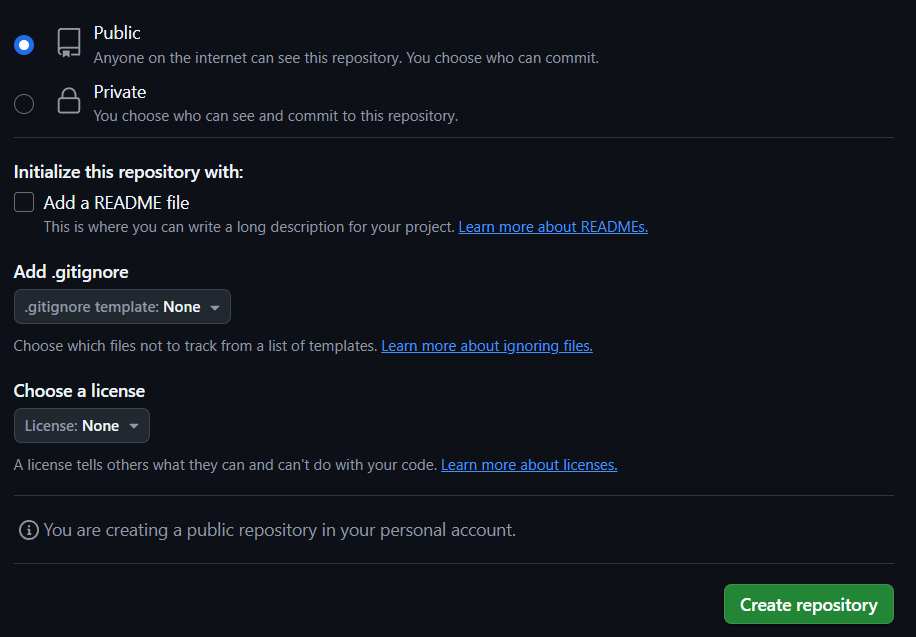 Public
Anyone on the internet can see this repository. You choose who can commit.
Private
You choose who can see and commit to this repository.
Initialize this repository with:
Add a README file
This is where you can write a long description for your project. Learn more about READMEs.
Add .gitignore
.gitignore template: None
Choose which files not to track from a list of templates. Learn more about ignoring files.
Choose a license
License: None
A license tells others what they can and can't do with your code. Learn more about licenses.
You are creating a public repository in your personal account.
Create repository